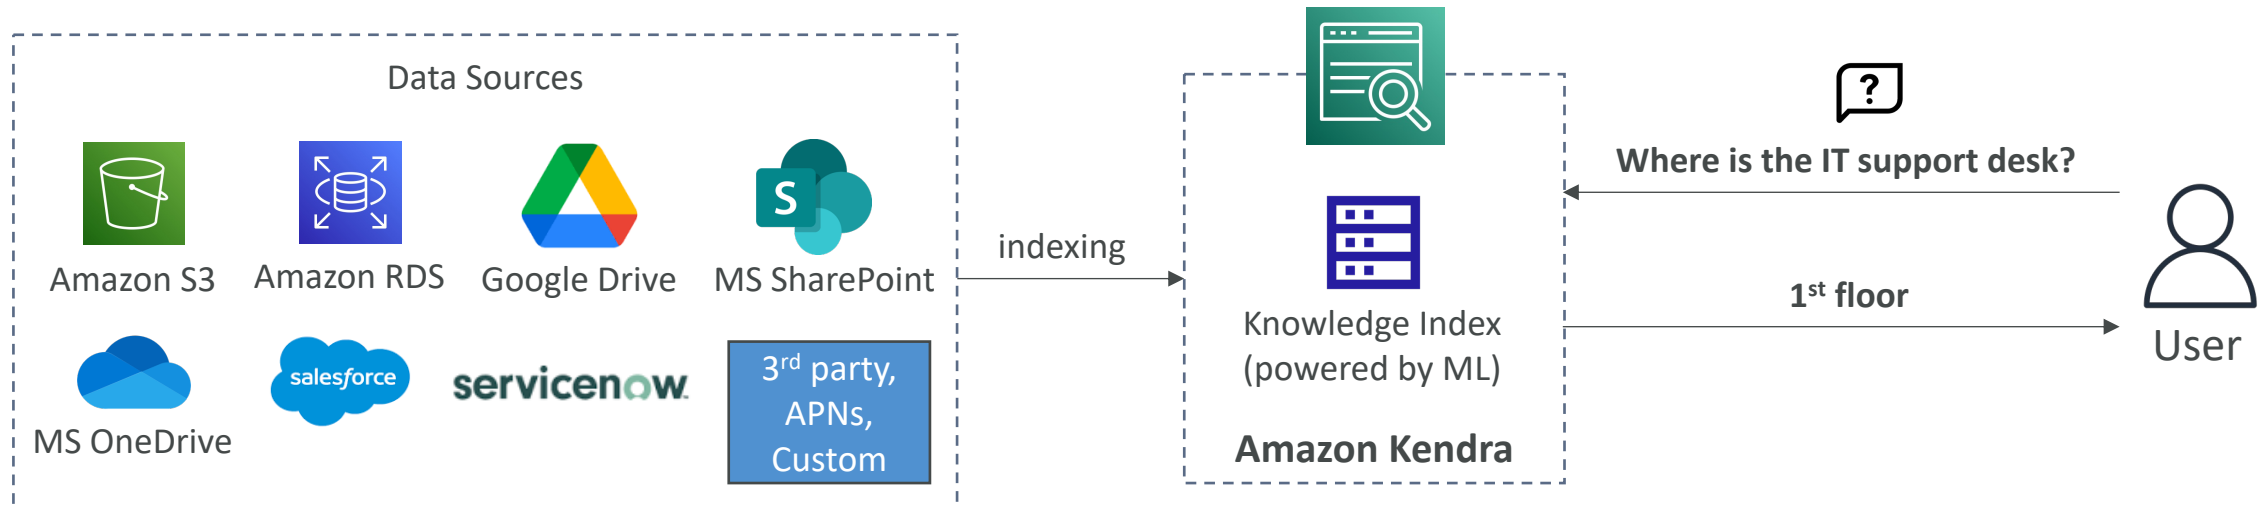 Data Sources
Amazon S3
Amazon RDS
Google Drive
S
MS SharePoint
MS OneDrive
salesforce
servicenow.
3rd party,
APNs,
Custom
indexing
Knowledge Index
(powered by ML)
Amazon Kendra
?
Where is the IT support desk?
1st floor
User